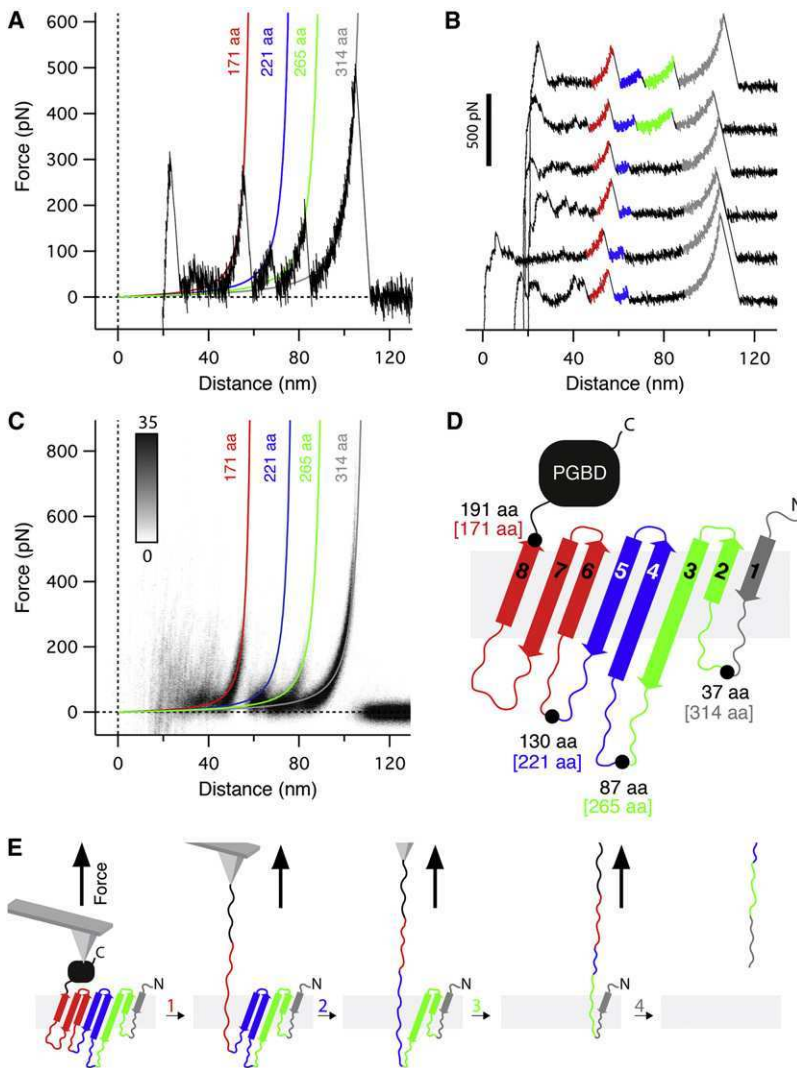 A
600
500
400
300
200
100
0
Force (pN)
171 aa
221 aa
265 aa
314 aa
0
40
80
120
Distance (nm)
B
500 pN
0
40
80
120
Distance (nm)
C
35
0
800
600
400
200
0
Force (pN)
171 aa
221 aa
265 aa
314 aa
0
40
80
120
Distance (nm)
D
C
PGBD
191 aa
[171 aa]
N
8
7
6
5
4
3
2
1
37 aa
[314 aa]
130 aa
[221 aa]
87 aa
[265 aa]
E
Force
C
N
1
N
2
N
3
N
4